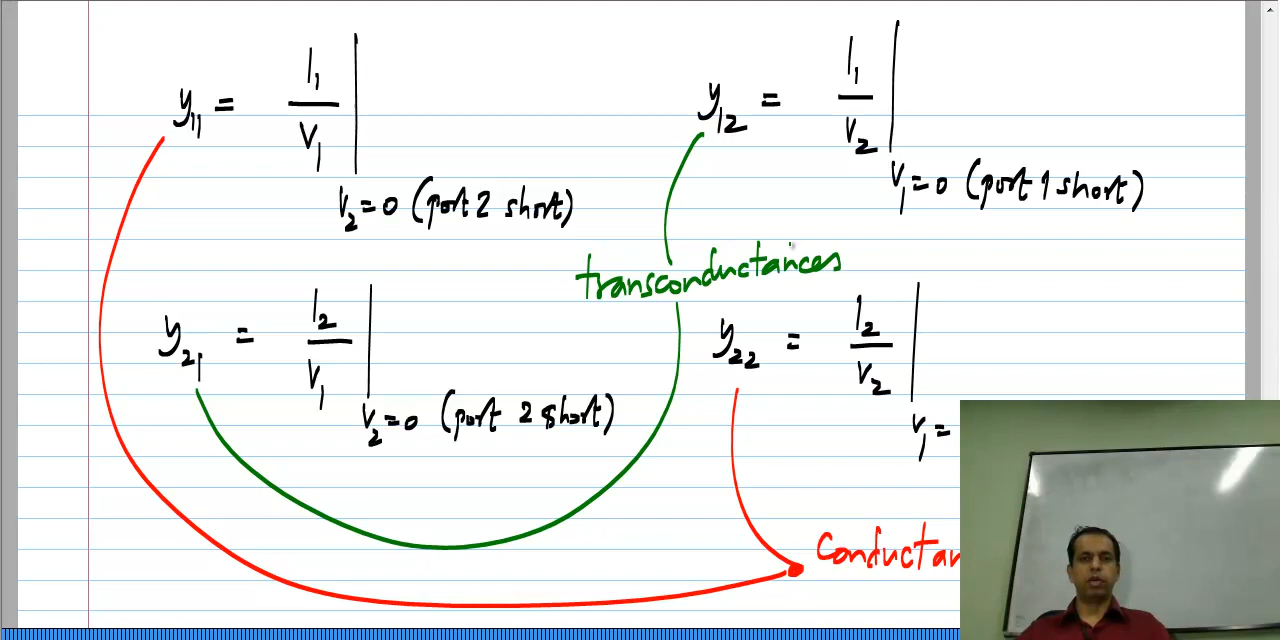 y11 = I1/V1 | V2 = 0 (port 2 short)
y12 = I1/V2 | V1 = 0 (port 1 short)
transconductances
y21 = I2/V1 | V2 = 0 (port 2 short)
y22 = I2/V2 | V1 =